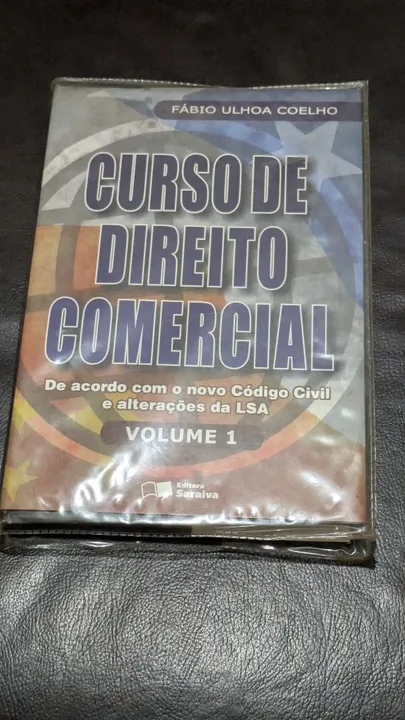 FÁBIO ULHOA COELHO
CURSO DE
DIREITO
COMERCIAL
De acordo com o novo Código Civil
e alterações da LSA
VOLUME 1
Editora
Saraiva